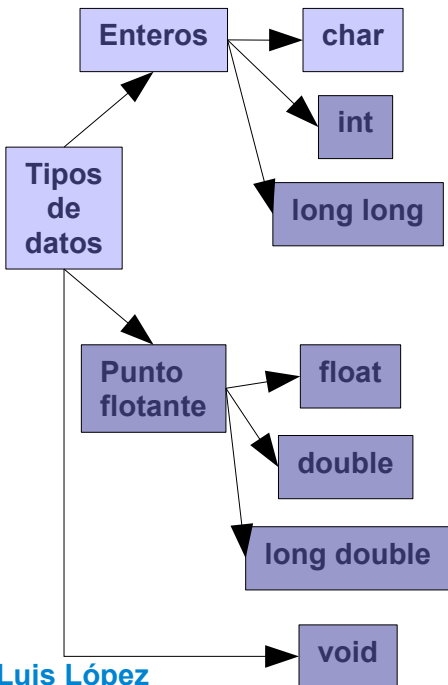 Enteros
char
int
long long
Tipos
de
datos
Punto
flotante
float
double
long double
void
Luis López